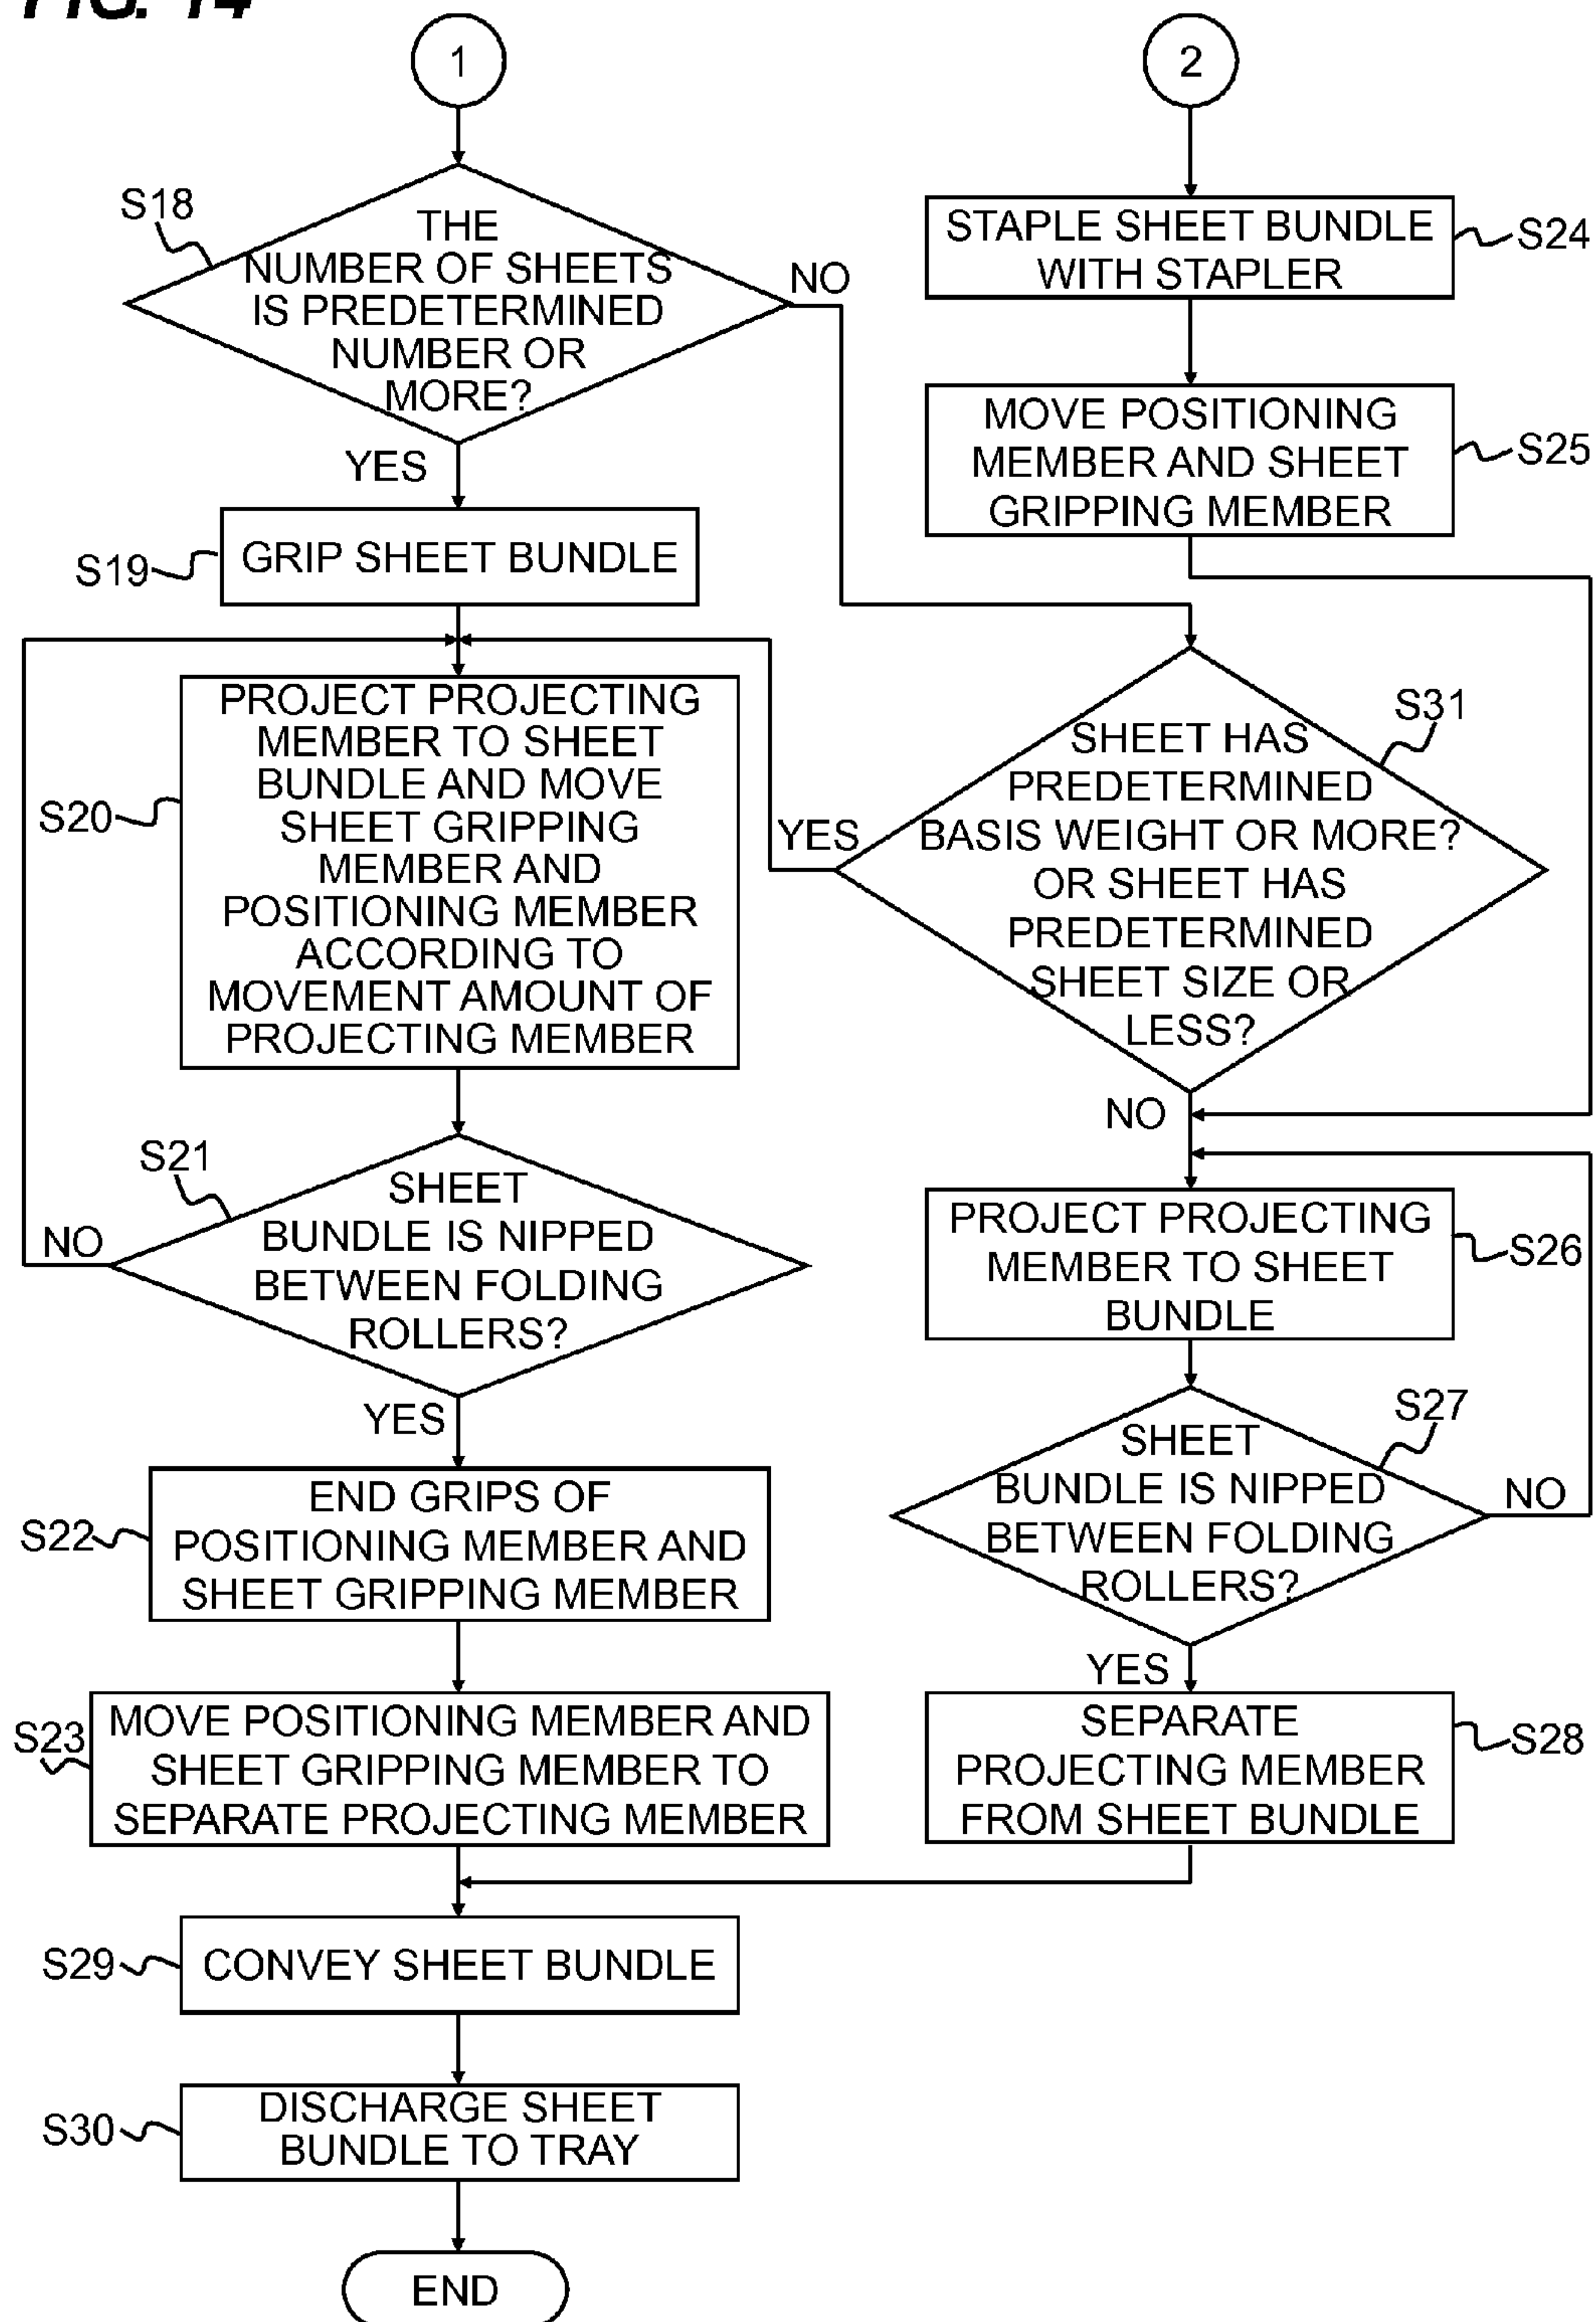 FIG. 14
1
S18
THE
NUMBER OF SHEETS
IS PREDETERMINED
NUMBER OR
MORE?
NO
YES
S19
GRIP SHEET BUNDLE
S20
PROJECT PROJECTING
MEMBER TO SHEET
BUNDLE AND MOVE
SHEET GRIPPING
MEMBER AND
POSITIONING MEMBER
ACCORDING TO
MOVEMENT AMOUNT OF
PROJECTING MEMBER
S21
SHEET
BUNDLE IS NIPPED
BETWEEN FOLDING
ROLLERS?
NO
YES
S22
END GRIPS OF
POSITIONING MEMBER AND
SHEET GRIPPING MEMBER
S23
MOVE POSITIONING MEMBER AND
SHEET GRIPPING MEMBER TO
SEPARATE PROJECTING MEMBER
S29
CONVEY SHEET BUNDLE
S30
DISCHARGE SHEET
BUNDLE TO TRAY
END
2
STAPLE SHEET BUNDLE
WITH STAPLER
S24
MOVE POSITIONING
MEMBER AND SHEET
GRIPPING MEMBER
S25
S31
SHEET HAS
PREDETERMINED
BASIS WEIGHT OR MORE?
OR SHEET HAS
PREDETERMINED
SHEET SIZE OR
LESS?
YES
NO
PROJECT PROJECTING
MEMBER TO SHEET
BUNDLE
S26
S27
SHEET
BUNDLE IS NIPPED
BETWEEN FOLDING
ROLLERS?
NO
YES
SEPARATE
PROJECTING MEMBER
FROM SHEET BUNDLE
S28